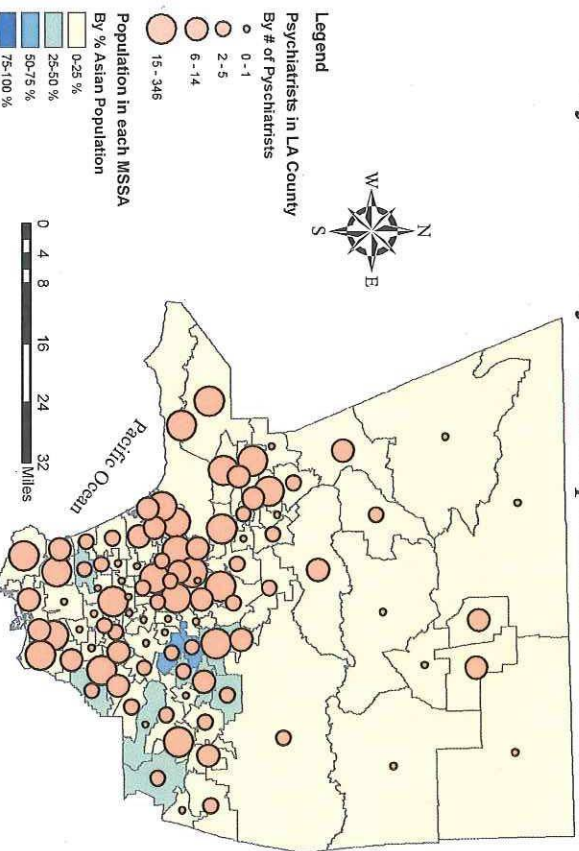 Legend
Psychiatrists in LA County
By # of Pyschiatrists
0 - 1
2 - 5
6 - 14
15 - 346
Population in each MSSA
By % Asian Population
0-25 %
25-50 %
50-75 %
75-100 %
N
W
E
S
0 4 8 16 24 32
Miles
Pacific Ocean